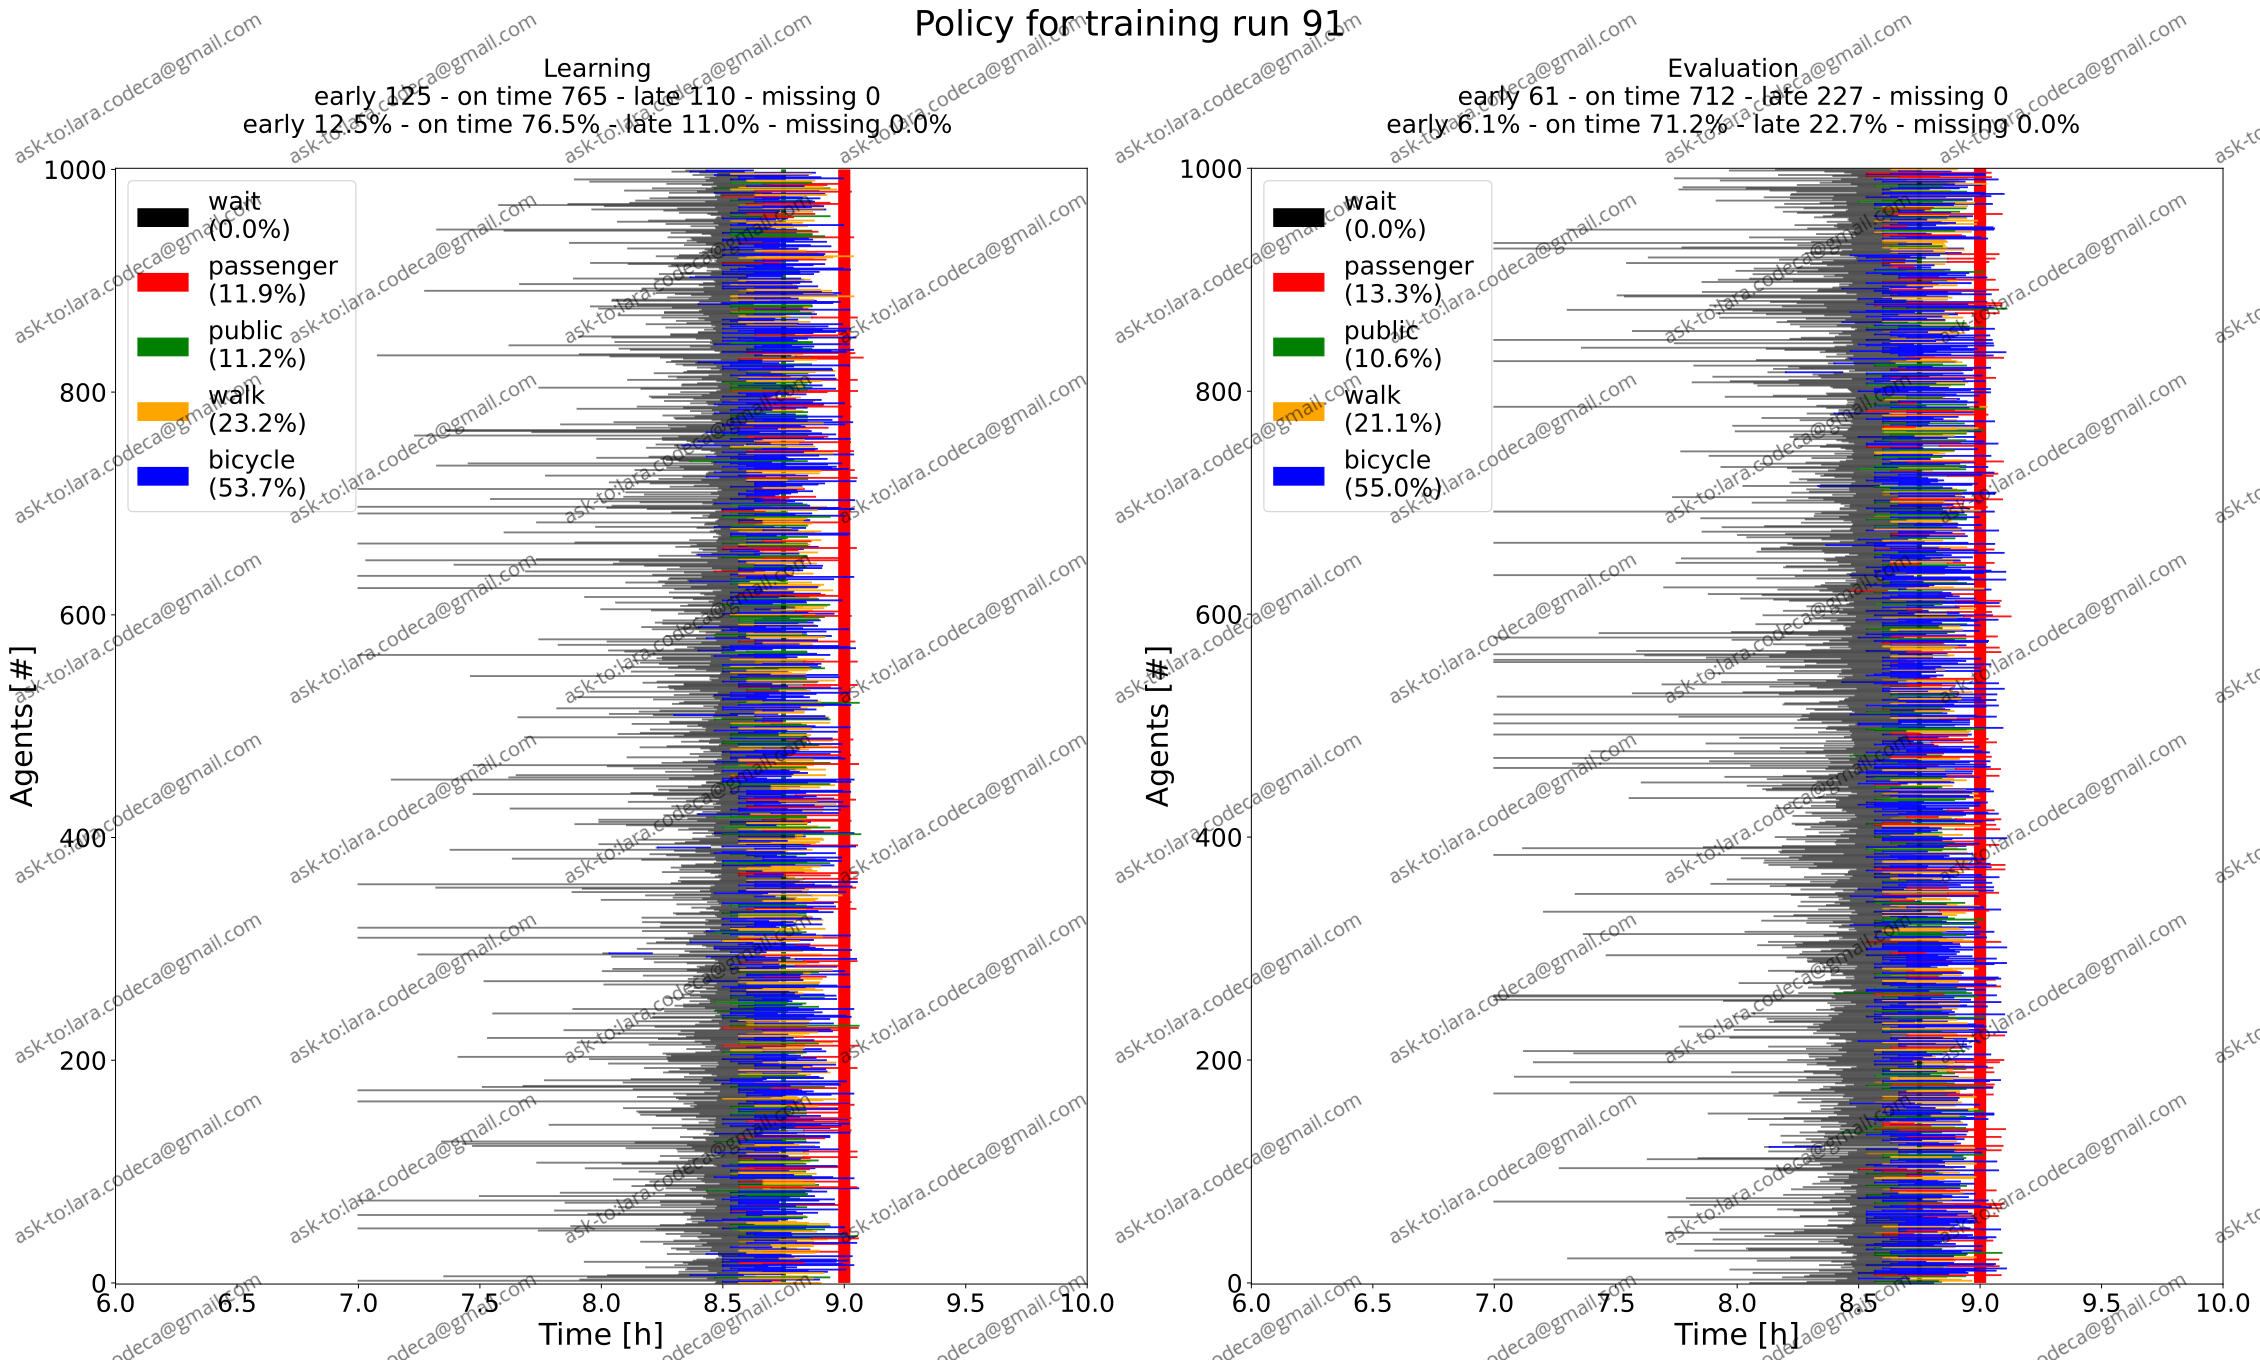 Policy for training run 91
Learning
early 125 - on time 765 - late 110 - missing 0
early 12.5% - on time 76.5% - late 11.0% - missing 0.0%
wait
(0.0%)
passenger
(11.9%)
public
(11.2%)
walk
(23.2%)
bicycle
(53.7%)
1000
800
600
400
200
0
Agents [#]
6.0 6.5 7.0 7.5 8.0 8.5 9.0 9.5 10.0
Time [h]
Evaluation
early 61 - on time 712 - late 227 - missing 0
early 6.1% - on time 71.2% - late 22.7% - missing 0.0%
wait
(0.0%)
passenger
(13.3%)
public
(10.6%)
walk
(21.1%)
bicycle
(55.0%)
1000
800
600
400
200
0
Agents [#]
6.0 6.5 7.0 7.5 8.0 8.5 9.0 9.5 10.0
Time [h]
ask-to:lara.codeca@gmail.com